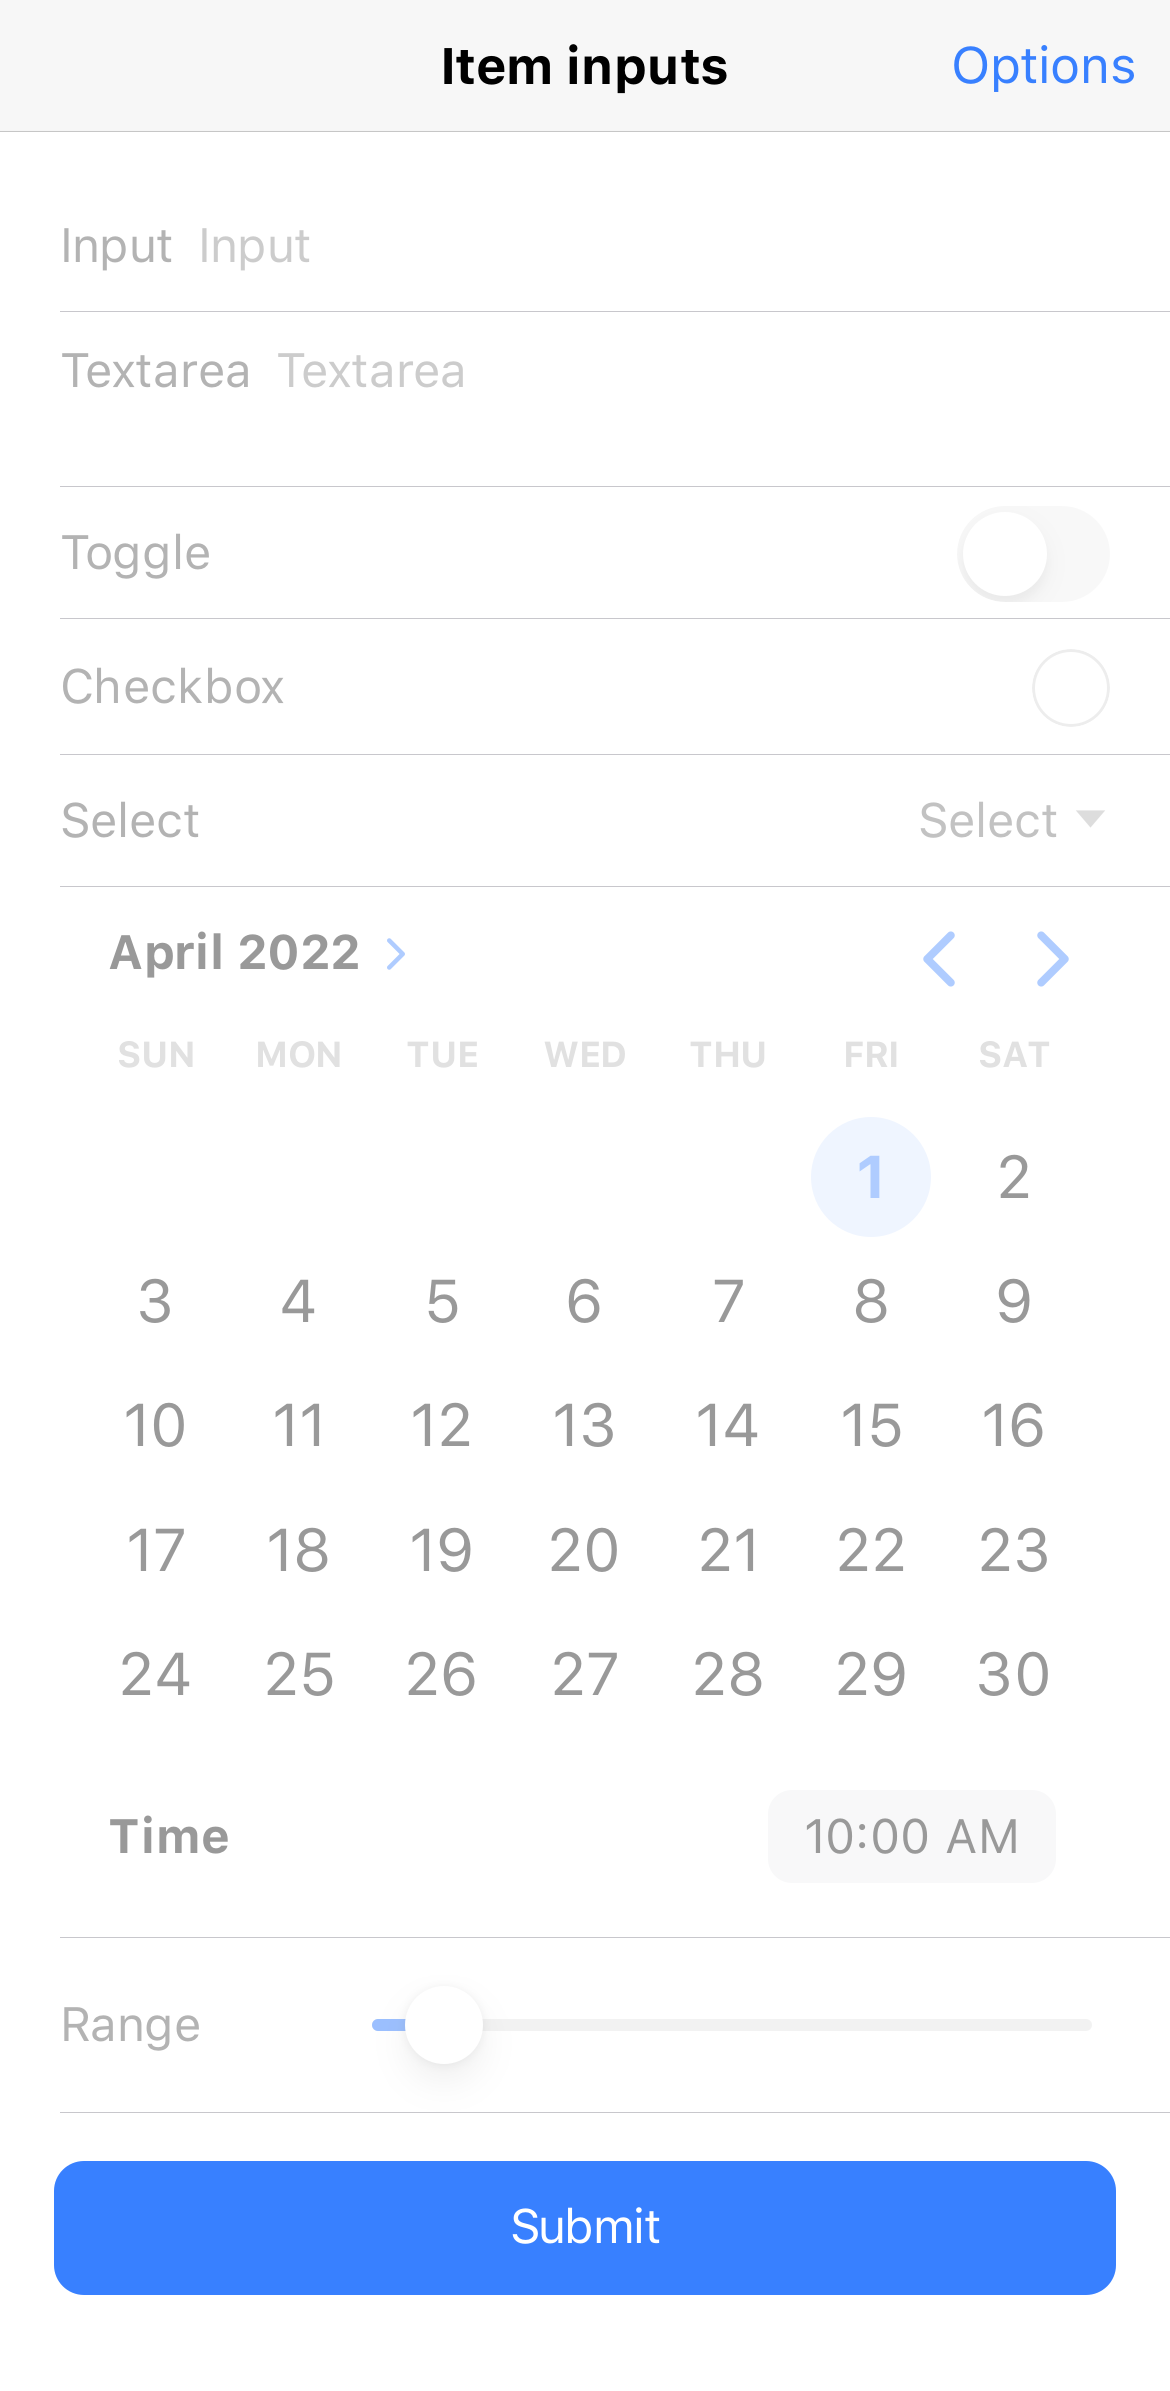 Item inputs Options
Input Input
Textarea Textarea
Toggle
Checkbox
Select Select
April 2022
SUN MON TUE WED THU FRI SAT
1 2
3 4 5 6 7 8 9
10 11 12 13 14 15 16
17 18 19 20 21 22 23
24 25 26 27 28 29 30
Time 10:00 AM
Range
Submit